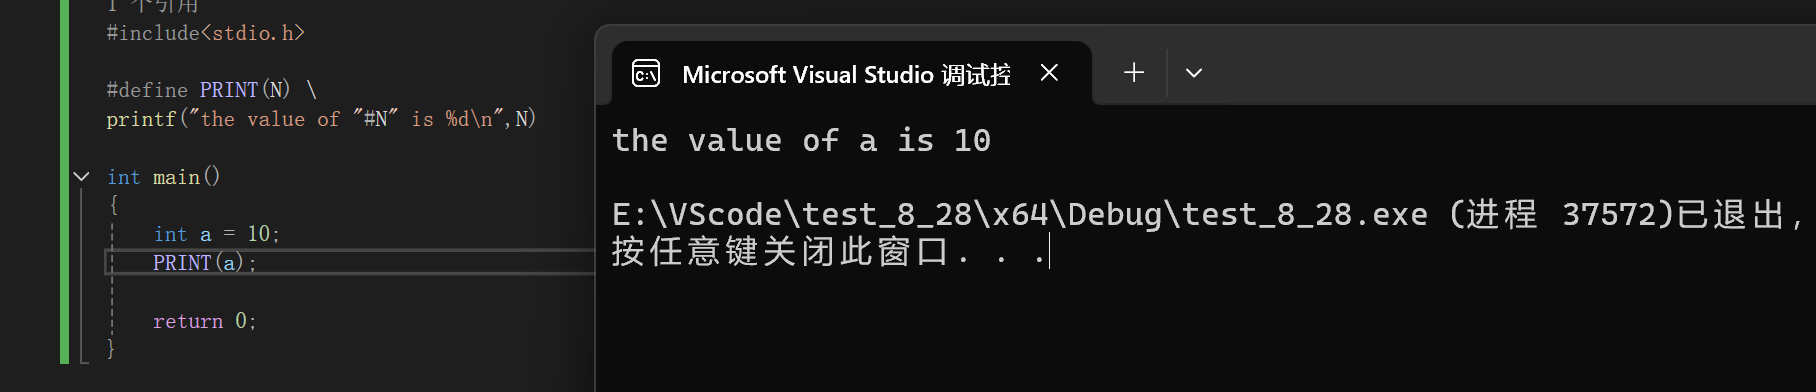 1 个引用
#include<stdio.h>
#define PRINT(N) \
printf("the value of "#N" is %d\n",N)
int main()
{
int a = 10;
PRINT(a);
return 0;
}
Microsoft Visual Studio 调试控
the value of a is 10
E:\VScode\test_8_28\x64\Debug\test_8_28.exe (进程 37572)已退出，
按任意键关闭此窗口. . .